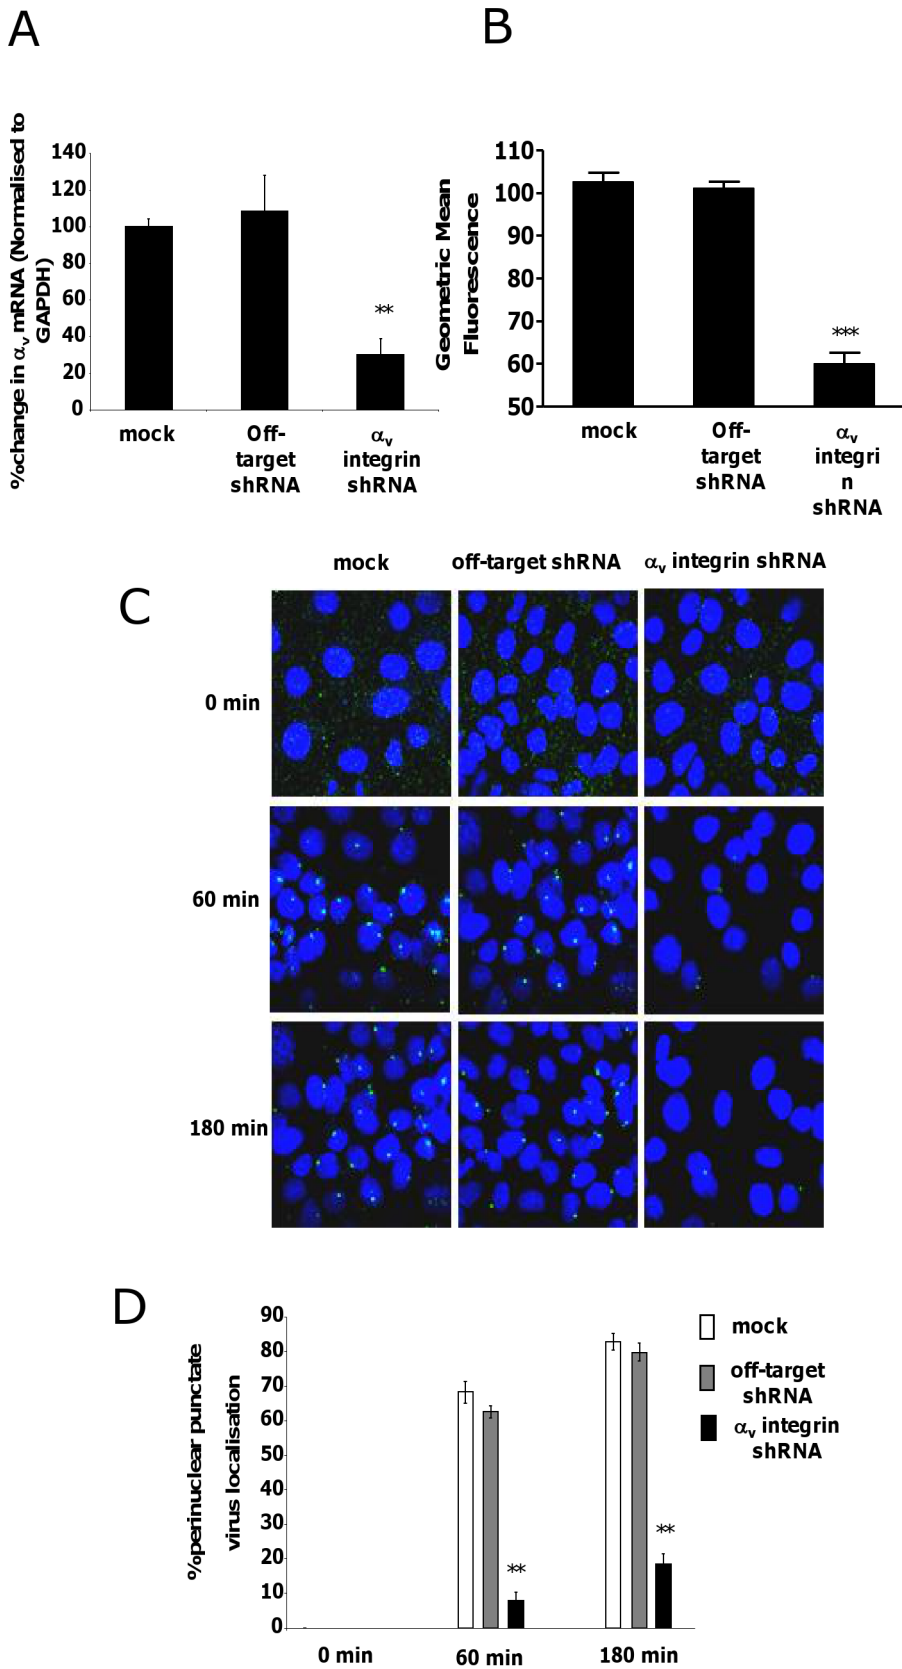 A
B
%change in αv mRNA (Normalised to
GAPDH)
140
120
100
80
60
40
20
0
mock
Off-
target
shRNA
αv
integrin
shRNA
**
Geometric Mean
Fluorescence
110
100
90
80
70
60
50
mock
Off-
target
shRNA
αv
integri
n
shRNA
***
C
mock
off-target shRNA
αv integrin shRNA
0 min
60 min
180 min
D
%perinuclear punctate
virus localisation
90
80
70
60
50
40
30
20
10
0
**
**
0 min
60 min
180 min
mock
off-target
shRNA
αv integrin
shRNA